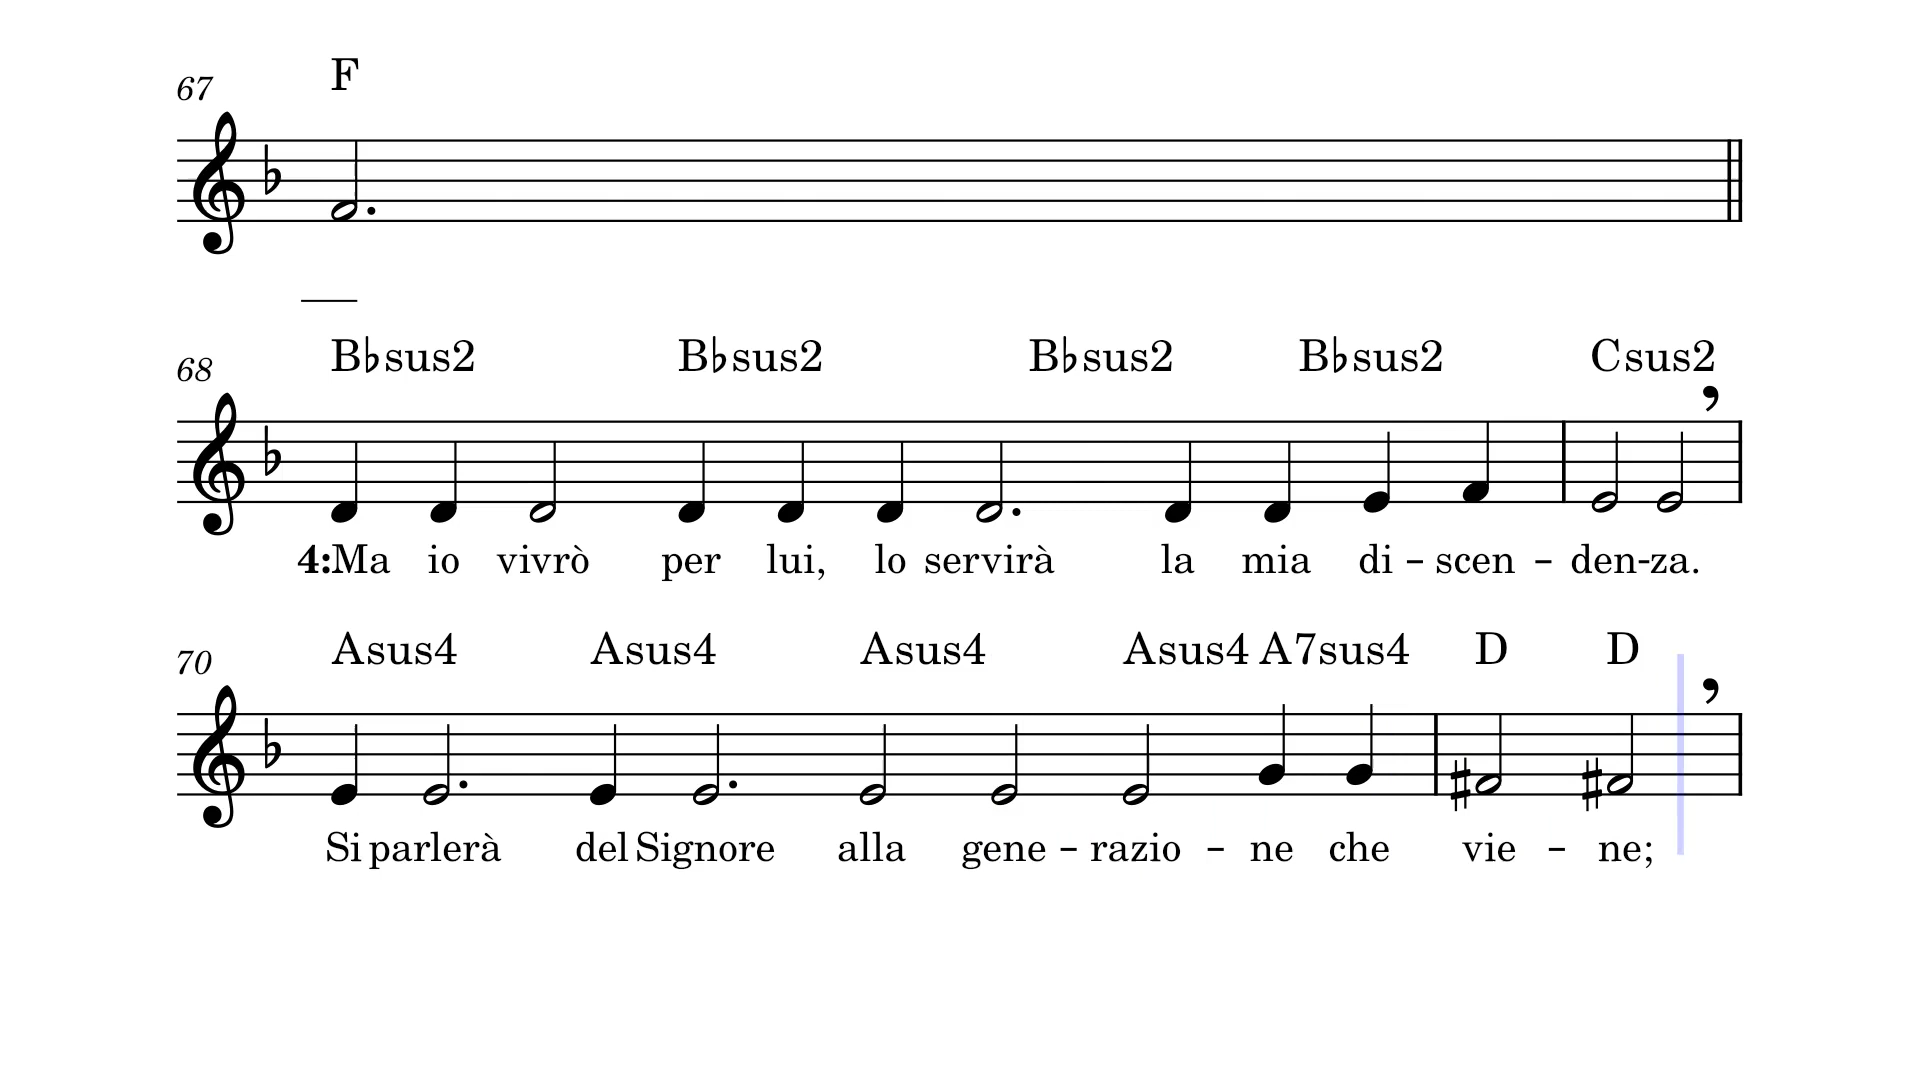 67 F
68 B♭sus2 B♭sus2 B♭sus2 B♭sus2 Csus2
4:Ma io vivrò per lui, lo servirà la mia di - scen - den-za.
70 Asus4 Asus4 Asus4 Asus4 A7sus4 D D
Si parlerà del Signore alla gene - razio - ne che vie - ne;